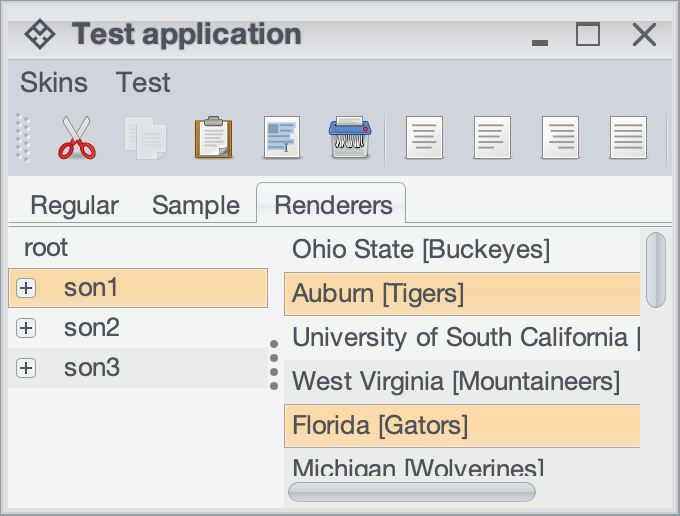 Test application
Skins Test
Regular Sample Renderers
root
son1
son2
son3
Ohio State [Buckeyes]
Auburn [Tigers]
University of South California [
West Virginia [Mountaineers]
Florida [Gators]
Michigan [Wolverines]